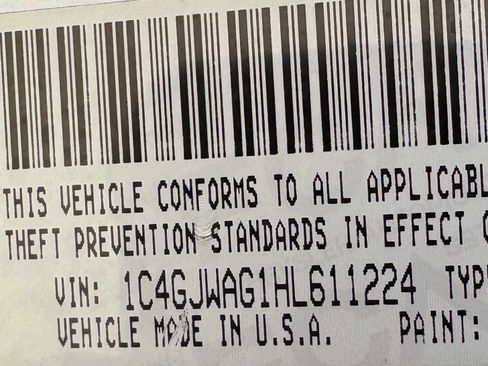 THIS VEHICLE CONFORMS TO ALL APPLICABL
THEFT PREVENTION STANDARDS IN EFFECT
VIN: 1C4GJWAG1HL611224 TYP
VEHICLE MADE IN U.S.A. PAINT: